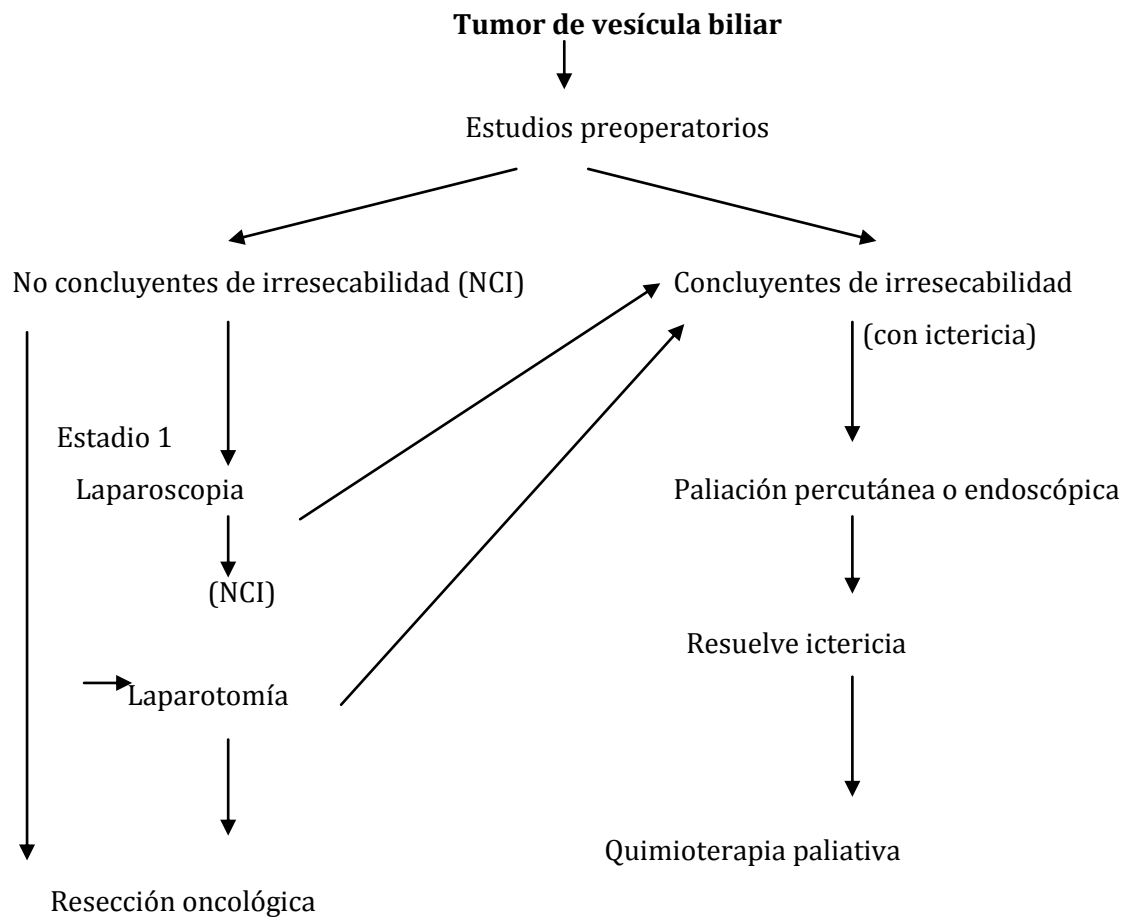 Tumor de vesícula biliar
Estudios preoperatorios
No concluyentes de irresecabilidad (NCI)
Concluyentes de irresecabilidad
(con ictericia)
Estadio 1
Laparoscopia
Paliación percutánea o endoscópica
(NCI)
Resuelve ictericia
Laparotomía
Quimioterapia paliativa
Resección oncológica